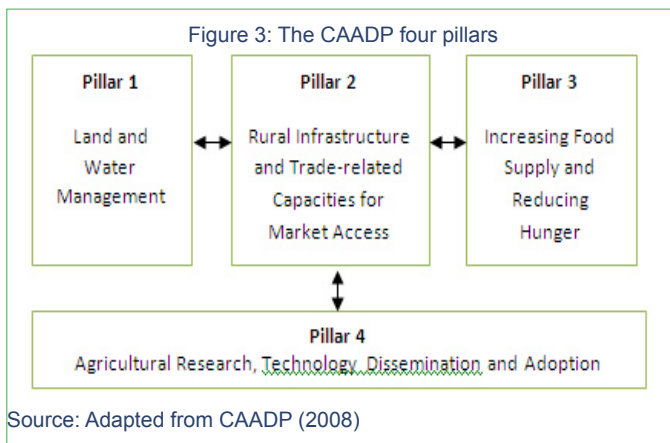 Figure 3: The CAADP four pillars
Pillar 1
Land and
Water
Management
Pillar 2
Rural Infrastructure
and Trade-related
Capacities for
Market Access
Pillar 3
Increasing Food
Supply and
Reducing
Hunger
Pillar 4
Agricultural Research, Technology Dissemination and Adoption
Source: Adapted from CAADP (2008)